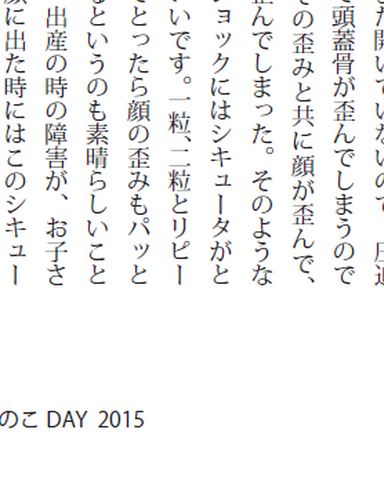 開いていないので、圧迫
て頭蓋骨が歪んでしまうので
その歪みと共に顔が歪んで、
歪んでしまった。そのような
ョックにはシキュータがと
いです。一粒、二粒とリピー
とったら顔の歪みもパッと
るというのも素晴らしいこと
出産の時の障害が、お子さ
に出た時にはこのシキュー
のこ DAY 2015